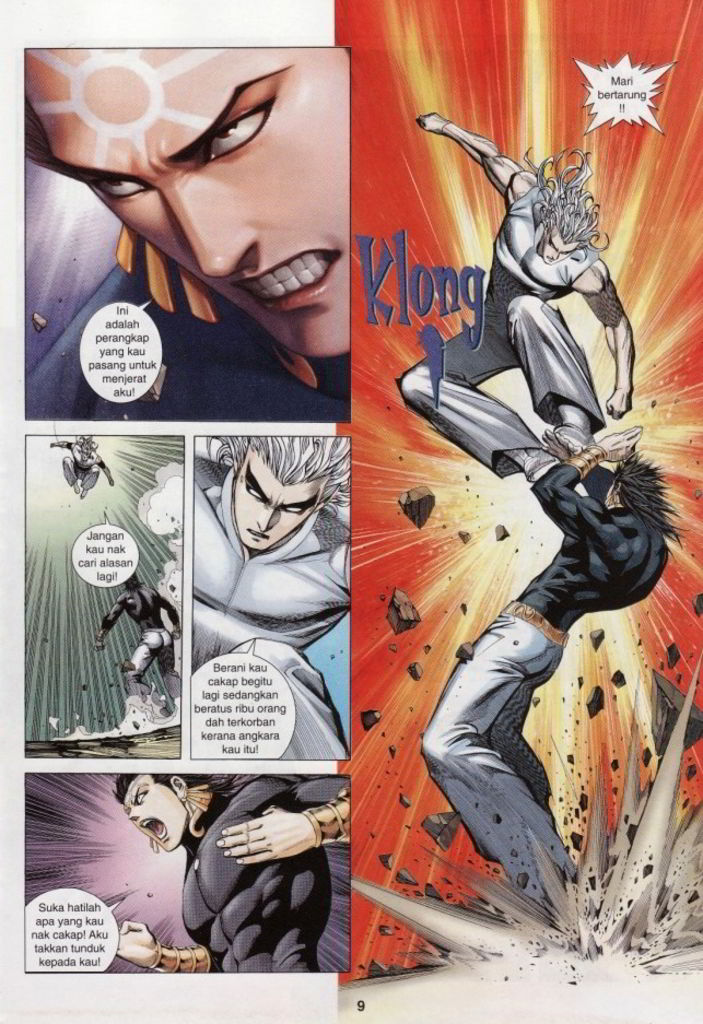 Ini
adalah
perangkap
yang kau
pasang untuk
menjerat
aku!
Jangan
kau nak
cari alasan
lagi!
Berani kau
cakap begitu
lagi sedangkan
beratus ribu orang
dah terkorban
kerana angkara
kau itu!
Suka hatilah
apa yang kau
nak cakap! Aku
takkan tunduk
kepada kau!
Mari
bertarung
!!
Klong
!
9